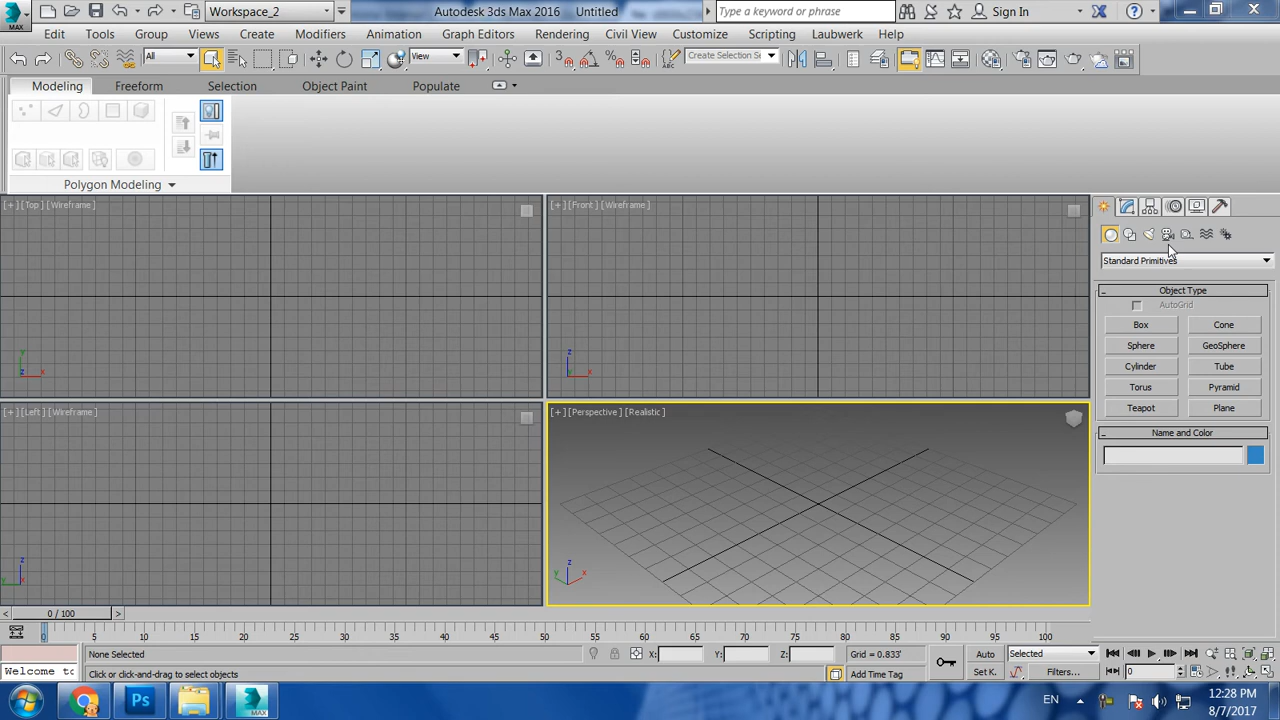 MAX Workspace_2 Autodesk 3ds Max 2016 Untitled Type a keyword or phrase Sign In
Edit Tools Group Views Create Modifiers Animation Graph Editors Rendering Civil View Customize Scripting Laubwerk Help
All View 3 Create Selection Se
Modeling Freeform Selection Object Paint Populate
Polygon Modeling
[+] [Top] [Wireframe]
[+] [Front] [Wireframe]
Standard Primitives
Object Type
AutoGrid
Box Cone
Sphere GeoSphere
Cylinder Tube
Torus Pyramid
Teapot Plane
Name and Color
y z x
z x
[+] [Left] [Wireframe]
[+] [Perspective] [Realistic]
z y
z y x
0 / 100
0 5 10 15 20 25 30 35 40 45 50 55 60 65 70 75 80 85 90 95 100
None Selected X: Y: Z: Grid = 0.833' Auto Selected
Welcome to Click or click-and-drag to select objects Add Time Tag Set K. Filters... 0
Ps MAX EN 12:28 PM
8/7/2017